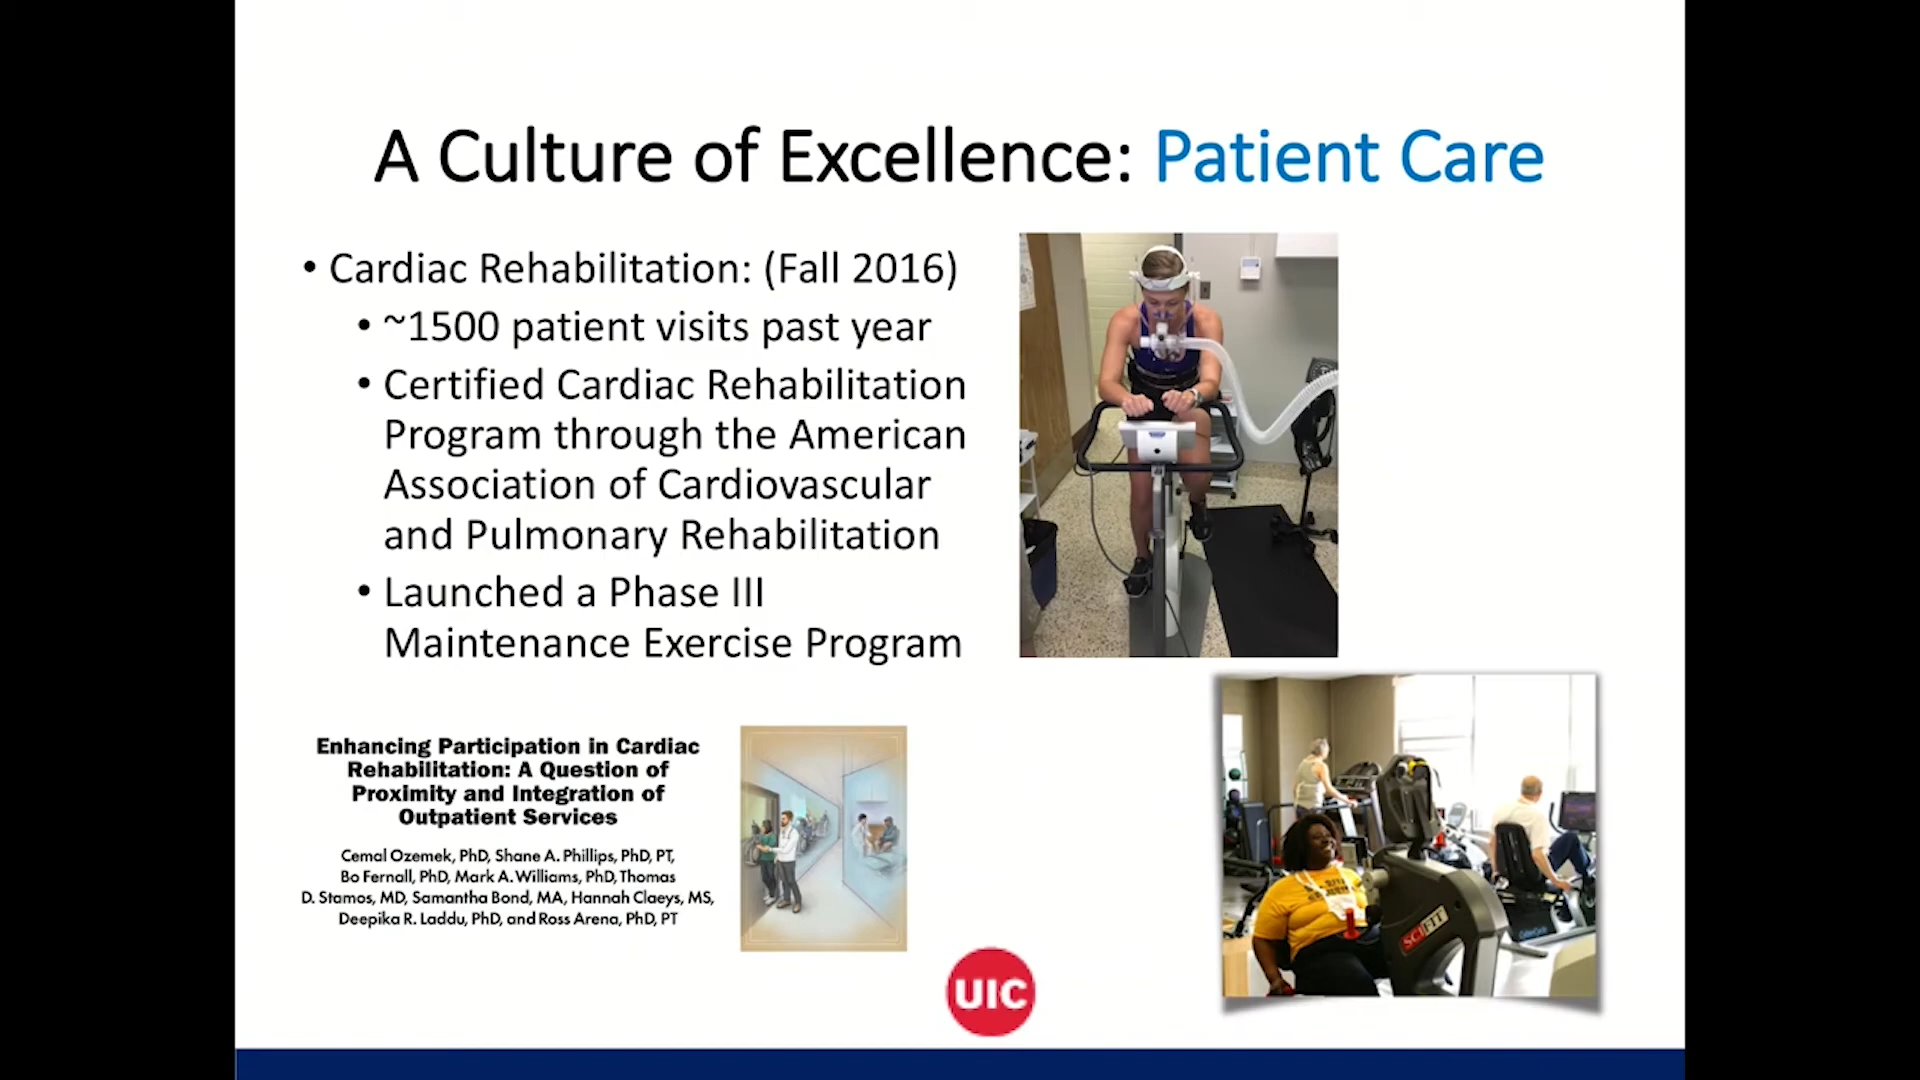 A Culture of Excellence: Patient Care
• Cardiac Rehabilitation: (Fall 2016)
• ~1500 patient visits past year
• Certified Cardiac Rehabilitation
Program through the American
Association of Cardiovascular
and Pulmonary Rehabilitation
• Launched a Phase III
Maintenance Exercise Program
Enhancing Participation in Cardiac
Rehabilitation: A Question of
Proximity and Integration of
Outpatient Services
Cemal Ozemek, PhD, Shane A. Phillips, PhD, PT,
Bo Fernall, PhD, Mark A. Williams, PhD, Thomas
D. Stamos, MD, Samantha Bond, MA, Hannah Claeys, MS,
Deepika R. Laddu, PhD, and Ross Arena, PhD, PT
SCIFIT
UIC